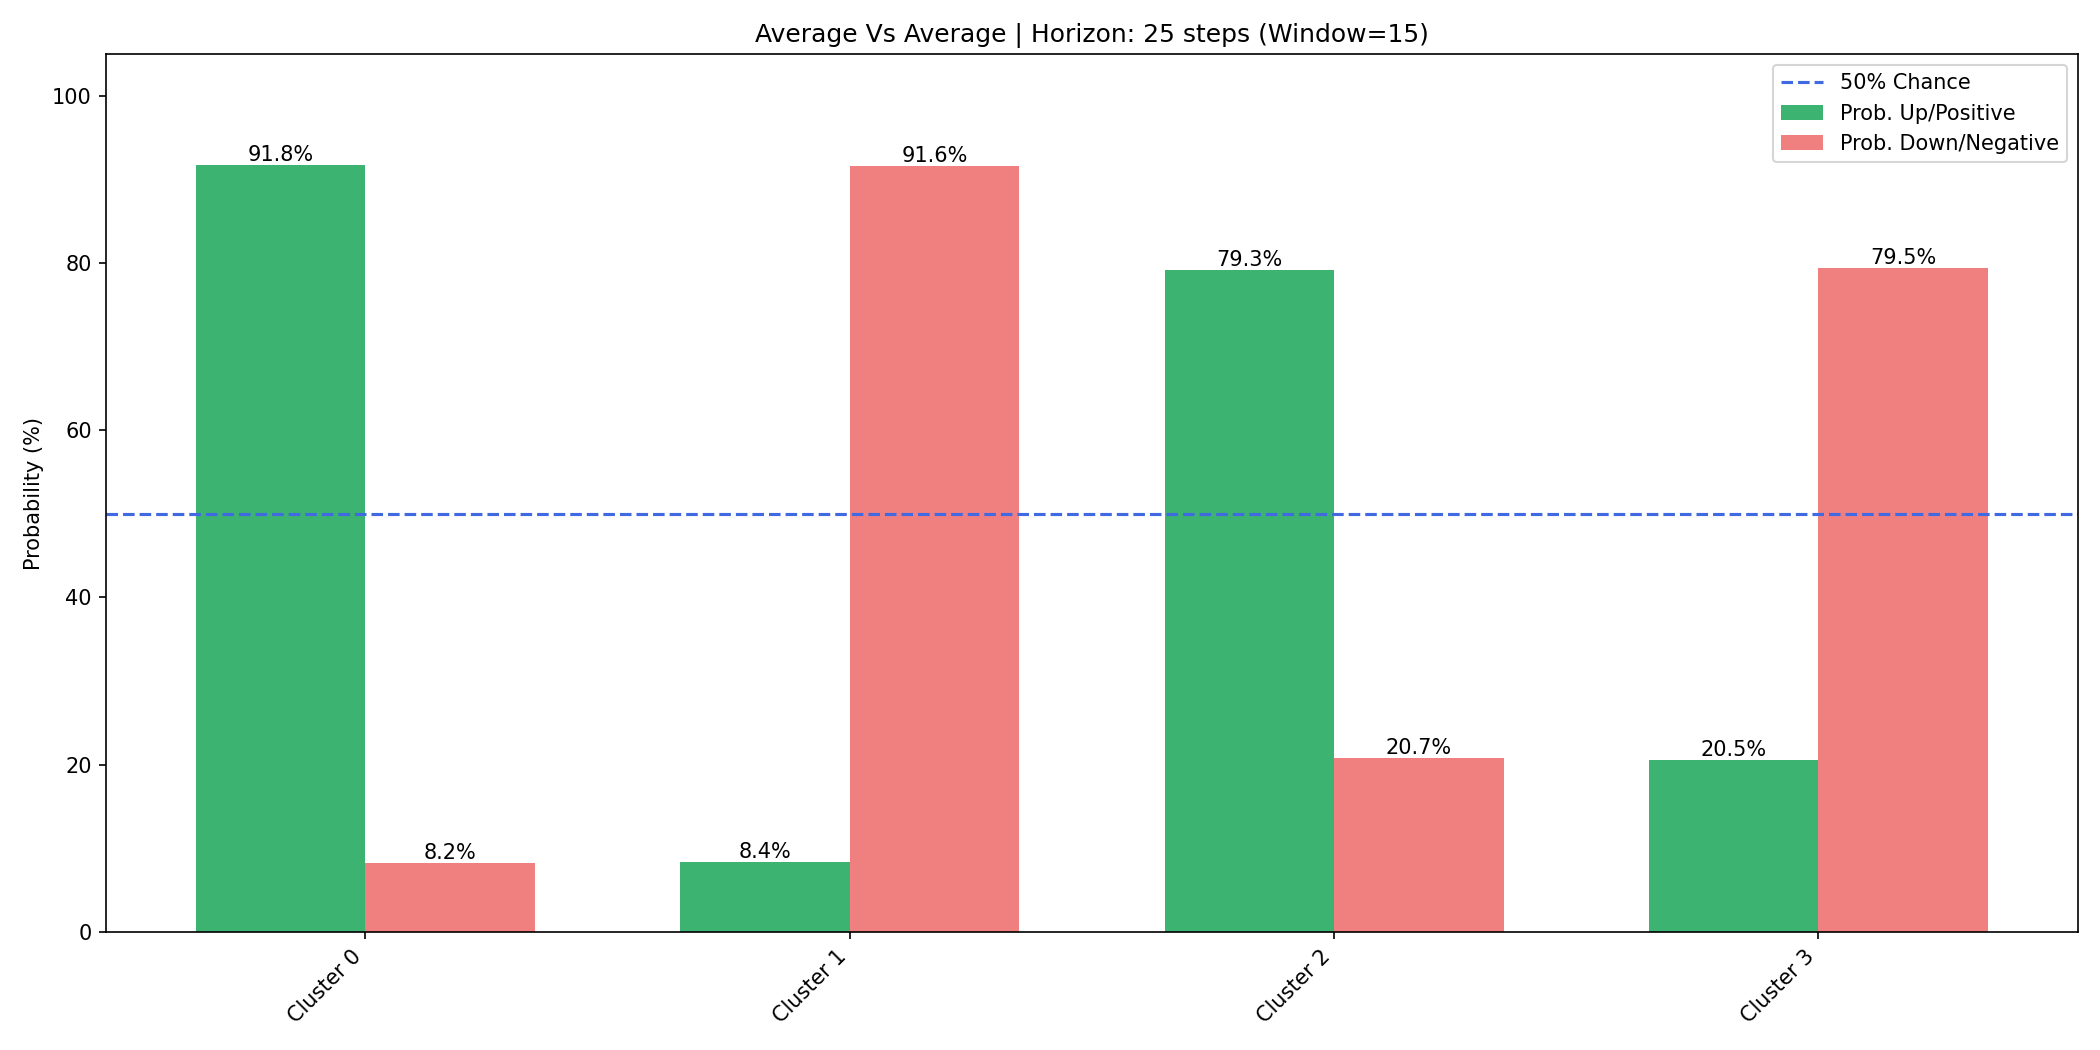 Average Vs Average | Horizon: 25 steps (Window=15)
50% Chance
Prob. Up/Positive
Prob. Down/Negative
Probability (%)
100
80
60
40
20
0
91.8%
8.2%
8.4%
91.6%
79.3%
20.7%
20.5%
79.5%
Cluster 0
Cluster 1
Cluster 2
Cluster 3